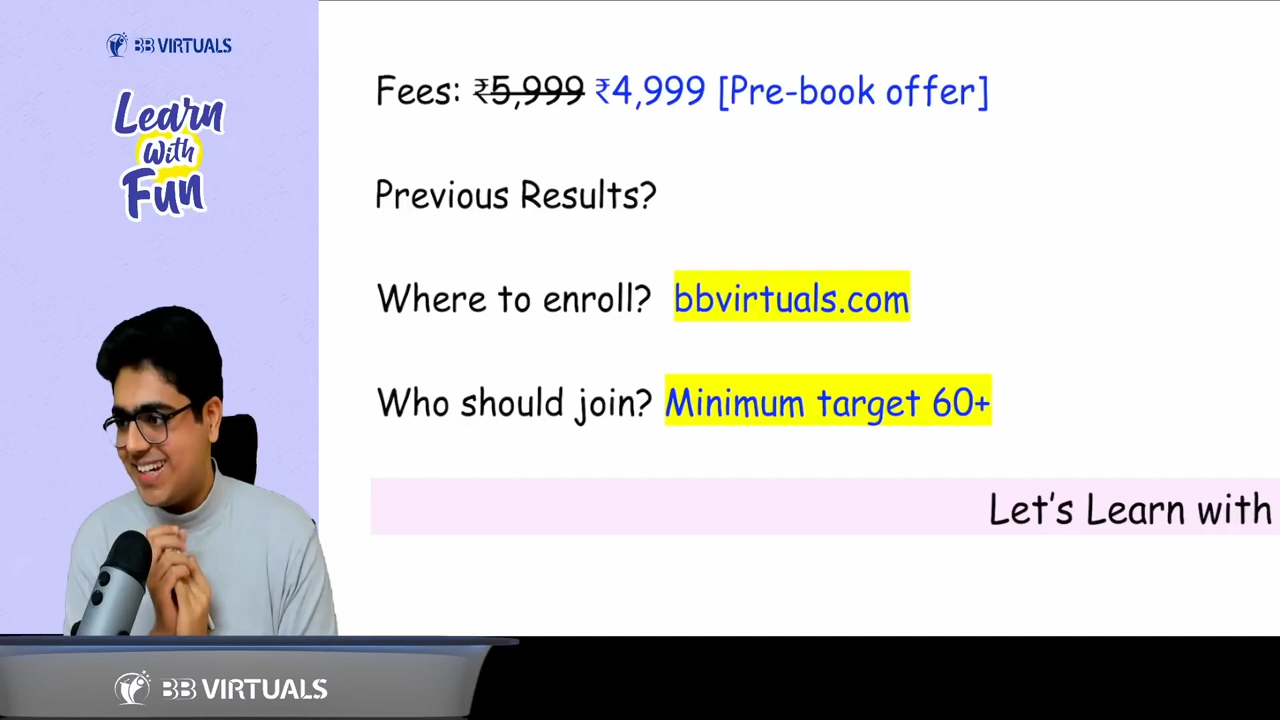 BB VIRTUALS
Learn
With
Fun
Fees: ₹5,999 ₹4,999 [Pre-book offer]
Previous Results?
Where to enroll? bbvirtuals.com
Who should join? Minimum target 60+
Let's Learn with
BB VIRTUALS